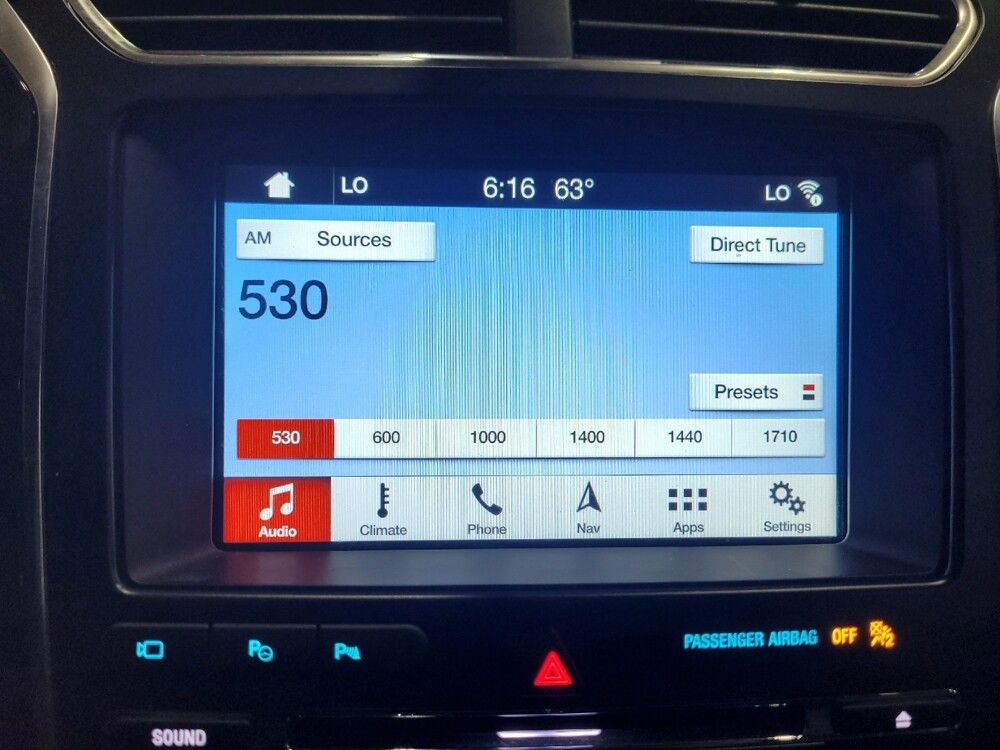 LO 6:16 63° LO
AM Sources Direct Tune
530
Presets
530 600 1000 1400 1440 1710
Audio Climate Phone Nav Apps Settings
PASSENGER AIRBAG OFF 2
SOUND